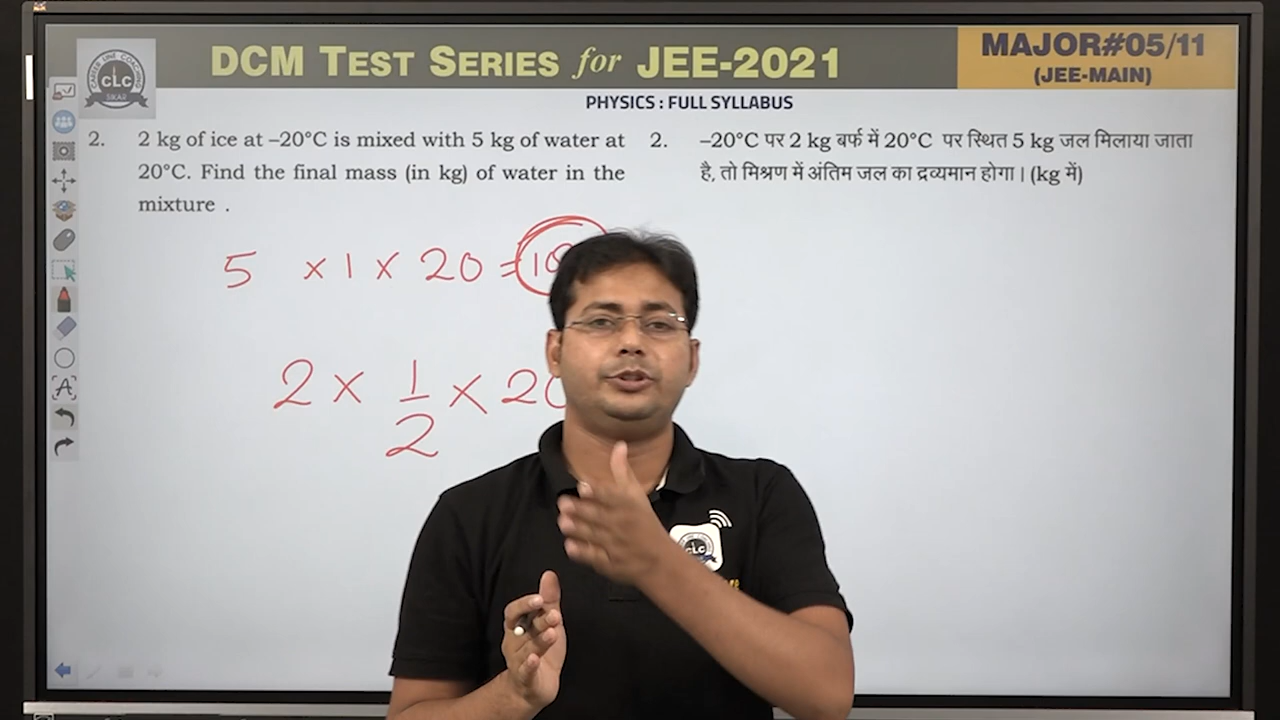 DCM TEST SERIES for JEE-2021
MAJOR#05/11
(JEE-MAIN)
CLC
SIKAR
PHYSICS : FULL SYLLABUS
2. 2 kg of ice at –20°C is mixed with 5 kg of water at
20°C. Find the final mass (in kg) of water in the
mixture .
2. –20°C पर 2 kg बर्फ में 20°C पर स्थित 5 kg जल मिलाया जाता
है, तो मिश्रण में अंतिम जल का द्रव्यमान होगा। (kg में)
5 × 1 × 20 =
2 × 1/2 × 20
A
CLC